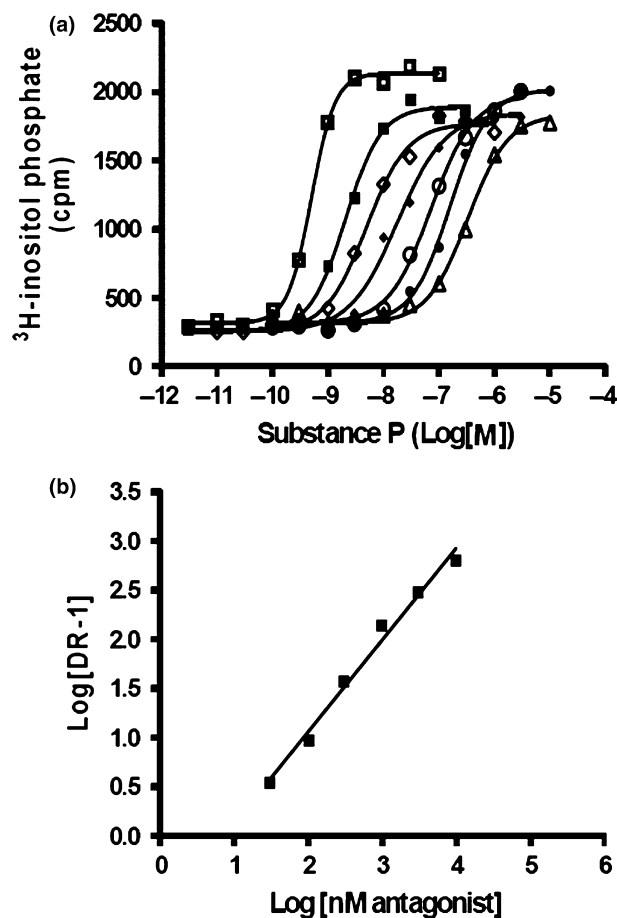 (a)
2500
2000
1500
1000
500
0
³H-inositol phosphate
(cpm)
–12 –11 –10 –9 –8 –7 –6 –5 –4
Substance P (Log[M])
(b)
3.5
3.0
2.5
2.0
1.5
1.0
0.5
0.0
Log[DR-1]
0 1 2 3 4 5 6
Log [nM antagonist]